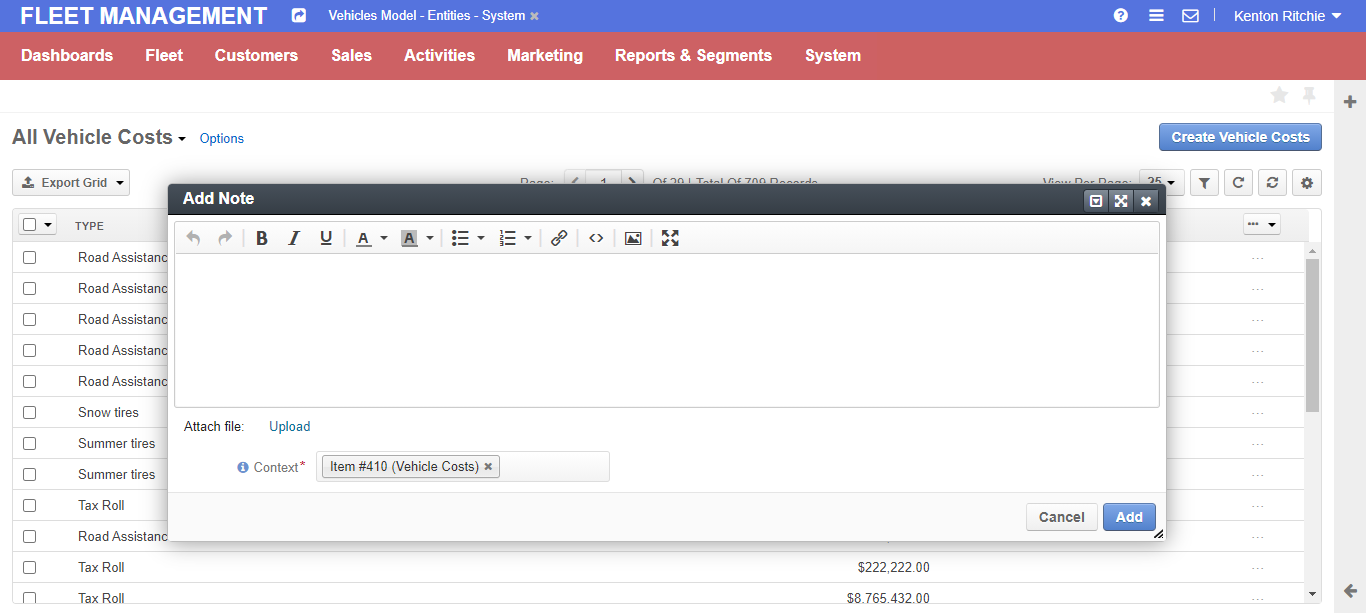 FLEET MANAGEMENT Vehicles Model - Entities - System Kenton Ritchie
Dashboards Fleet Customers Sales Activities Marketing Reports & Segments System
All Vehicle Costs Options Create Vehicle Costs
Export Grid Page: 1 Of 29 | Total Of 709 Records View Per Page: 25
Add Note
TYPE
B I U A A
Road Assistanc
Road Assistanc
Road Assistanc
Road Assistanc
Road Assistanc
Snow tires
Attach file: Upload
Summer tires
Context* Item #410 (Vehicle Costs)
Summer tires
Tax Roll
Cancel Add
Road Assistanc
Tax Roll $222,222.00
Tax Roll $8,765,432.00